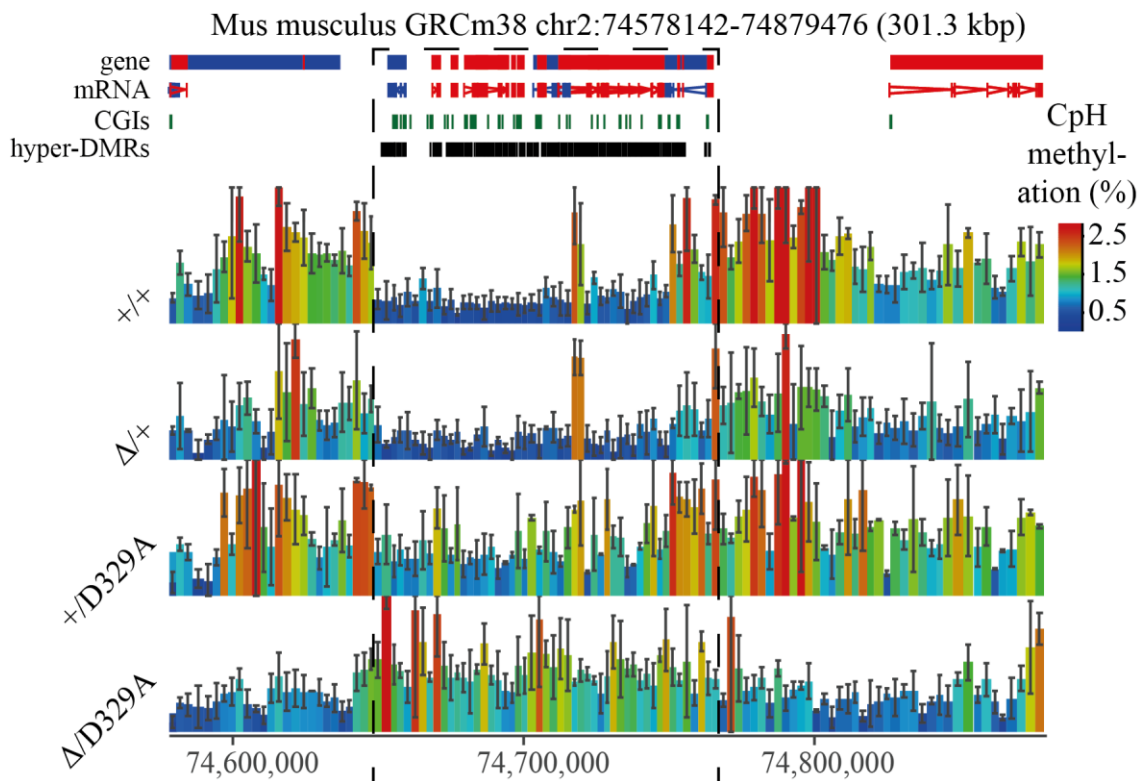 Mus musculus GRCm38 chr2:74578142-74879476 (301.3 kbp)
gene
mRNA
CGIs
hyper-DMRs
CpH
methyl-
ation (%)
2.5
1.5
0.5
+/+
Δ/+
+/D329A
Δ/D329A
74,600,000
74,700,000
74,800,000